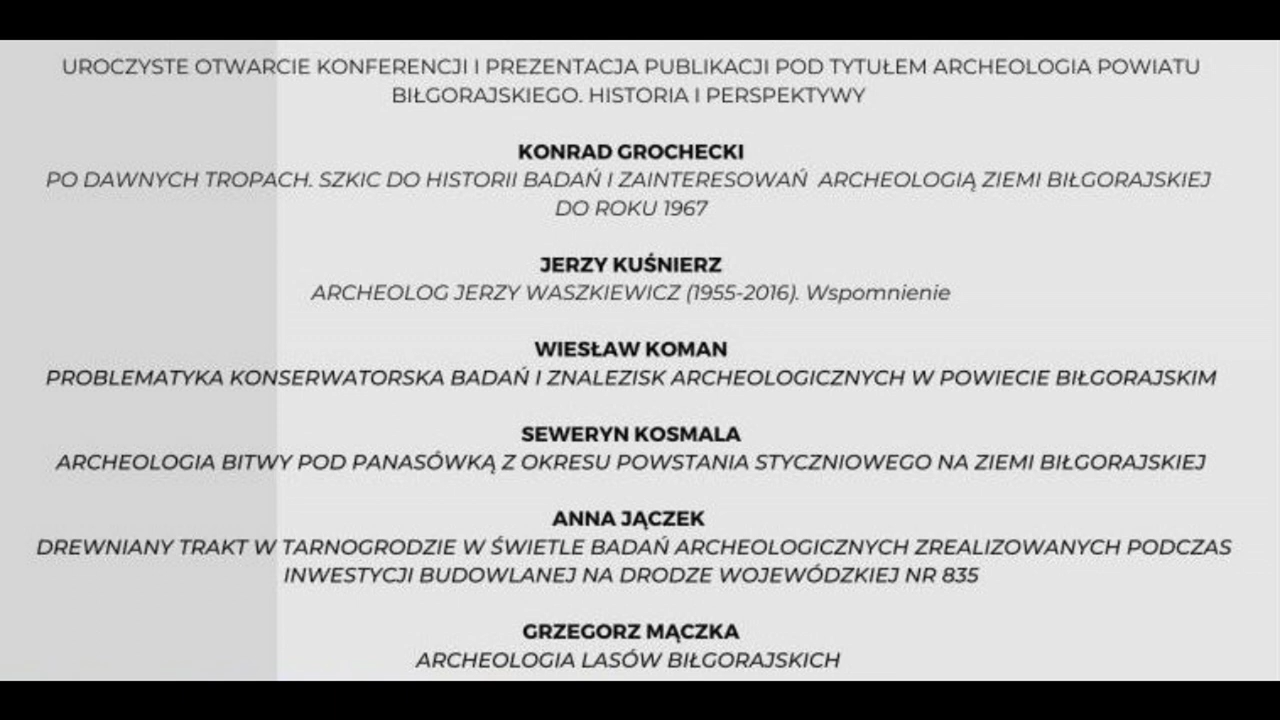 UROCZYSTE OTWARCIE KONFERENCJI I PREZENTACJA PUBLIKACJI POD TYTUŁEM ARCHEOLOGIA POWIATU
BIŁGORAJSKIEGO. HISTORIA I PERSPEKTYWY
KONRAD GROCHECKI
PO DAWNYCH TROPACH. SZKIC DO HISTORII BADAŃ I ZAINTERESOWAŃ ARCHEOLOGIĄ ZIEMI BIŁGORAJSKIEJ
DO ROKU 1967
JERZY KUŚNIERZ
ARCHEOLOG JERZY WASZKIEWICZ (1955-2016). Wspomnienie
WIESŁAW KOMAN
PROBLEMATYKA KONSERWATORSKA BADAŃ I ZNALEZISK ARCHEOLOGICZNYCH W POWIECIE BIŁGORAJSKIM
SEWERYN KOSMALA
ARCHEOLOGIA BITWY POD PANASÓWKĄ Z OKRESU POWSTANIA STYCZNIOWEGO NA ZIEMI BIŁGORAJSKIEJ
ANNA JĄCZEK
DREWNIANY TRAKT W TARNOGRODZIE W ŚWIETLE BADAŃ ARCHEOLOGICZNYCH ZREALIZOWANYCH PODCZAS
INWESTYCJI BUDOWLANEJ NA DRODZE WOJEWÓDZKIEJ NR 835
GRZEGORZ MĄCZKA
ARCHEOLOGIA LASÓW BIŁGORAJSKICH